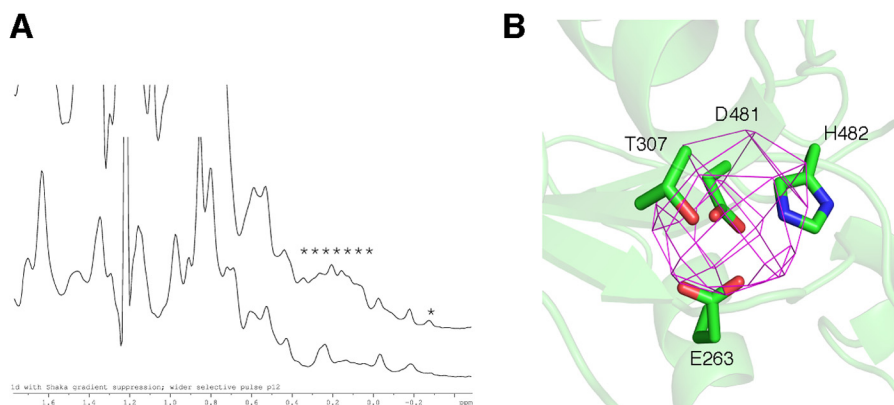 A
B
D481
T307
H482
* * * * * * *
*
E263
1d with Shaka gradient suppression; wider selective pulse p12
1.6 1.4 1.2 1.0 0.8 0.6 0.4 0.2 0.0 -0.2 ppm